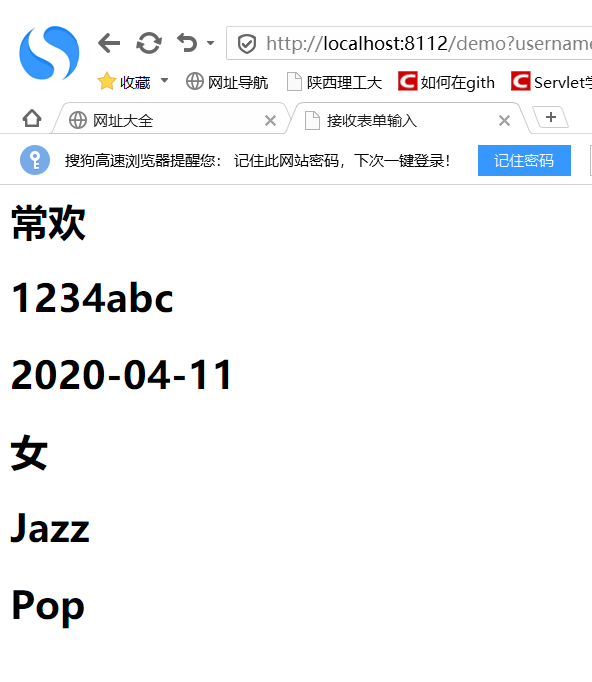 http://localhost:8112/demo?username
收藏 网址导航 陕西理工大 如何在gith Servlet学
网址大全 接收表单输入
搜狗高速浏览器提醒您： 记住此网站密码，下次一键登录！ 记住密码
常欢
1234abc
2020-04-11
女
Jazz
Pop